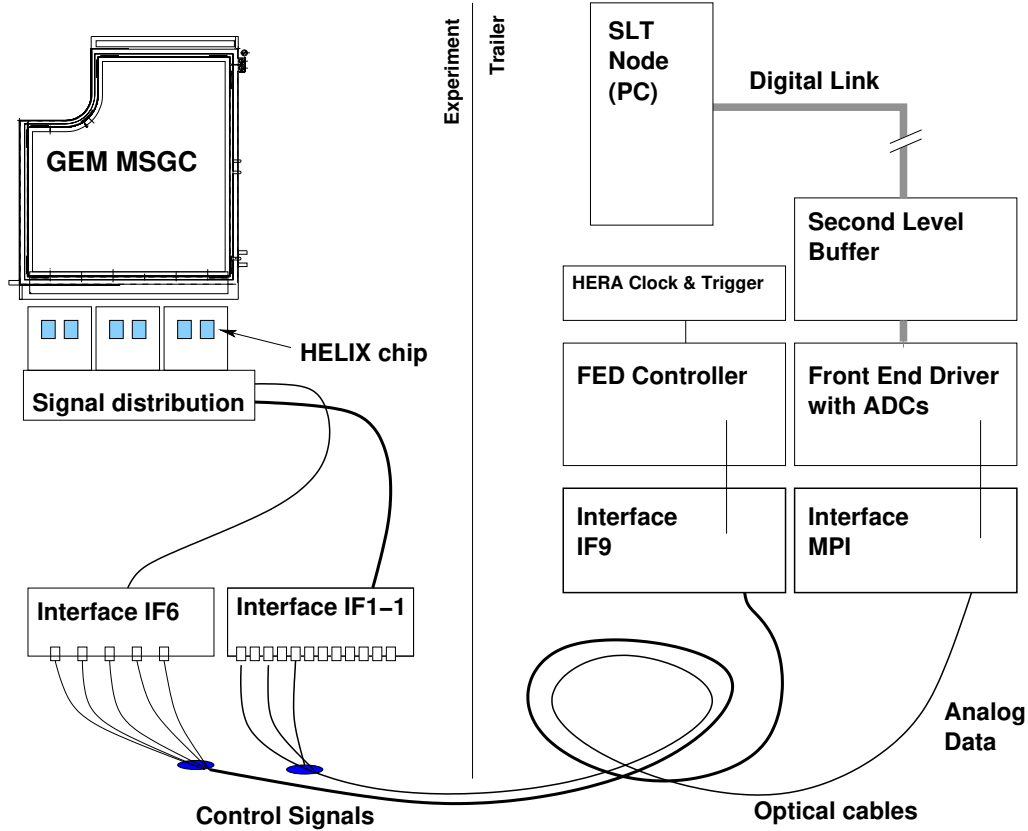 GEM MSGC
HELIX chip
Signal distribution
Interface IF6
Interface IF1−1
Control Signals
Experiment
Trailer
SLT
Node
(PC)
Digital Link
Second Level
Buffer
HERA Clock & Trigger
FED Controller
Front End Driver
with ADCs
Interface
IF9
Interface
MPI
Analog
Data
Optical cables